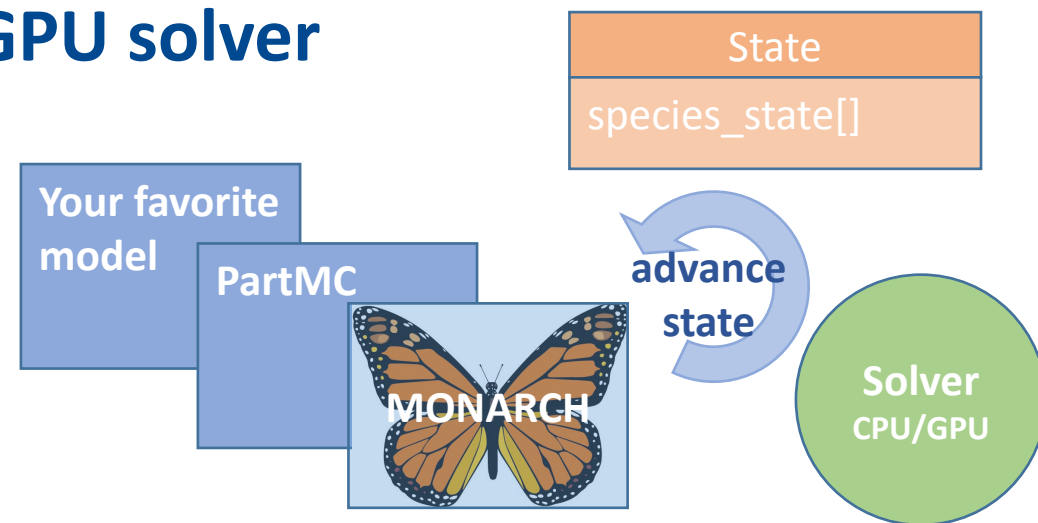 GPU solver
State
species_state[]
Your favorite
model
PartMC
MONARCH
advance
state
Solver
CPU/GPU